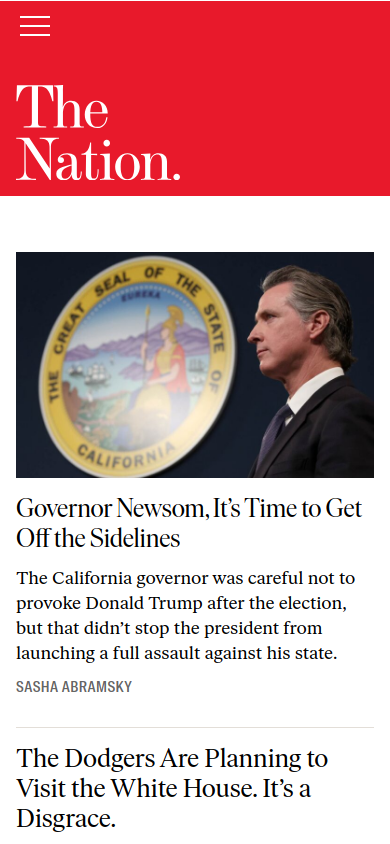 The
Nation.
THE GREAT SEAL OF THE STATE OF
EUREKA
CALIFORNIA
Governor Newsom, It’s Time to Get
Off the Sidelines
The California governor was careful not to
provoke Donald Trump after the election,
but that didn’t stop the president from
launching a full assault against his state.
SASHA ABRAMSKY
The Dodgers Are Planning to
Visit the White House. It’s a
Disgrace.